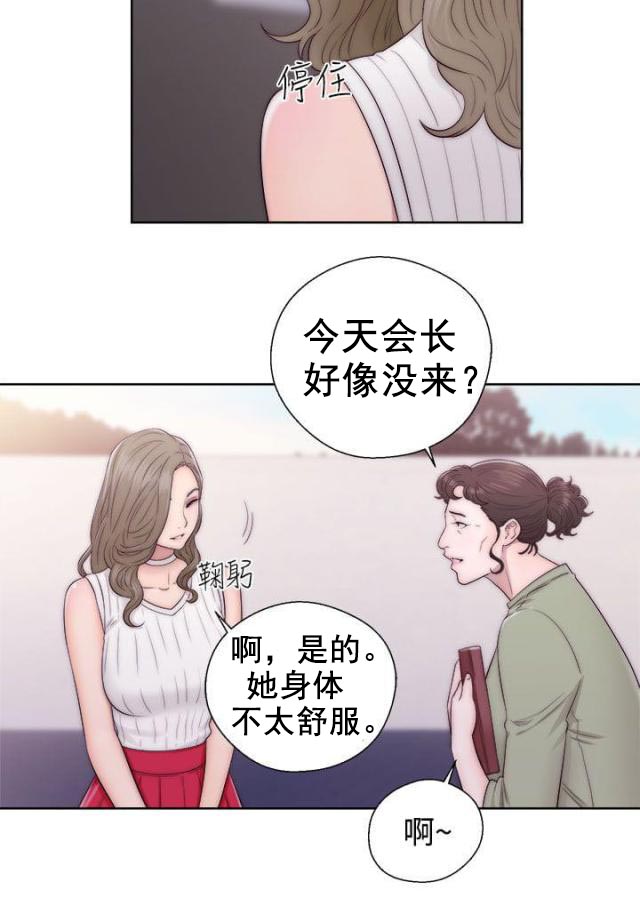 停住
今天会长
好像没来？
鞠躬
啊，是的。
她身体
不太舒服。
啊~